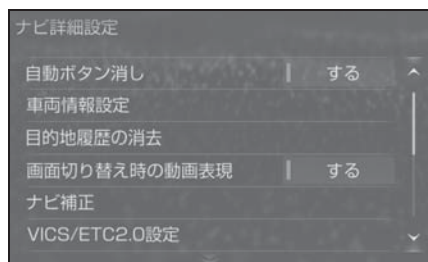 ナビ詳細設定
自動ボタン消し する
車両情報設定
目的地履歴の消去
画面切り替え時の動画表現 する
ナビ補正
VICS/ETC2.0設定